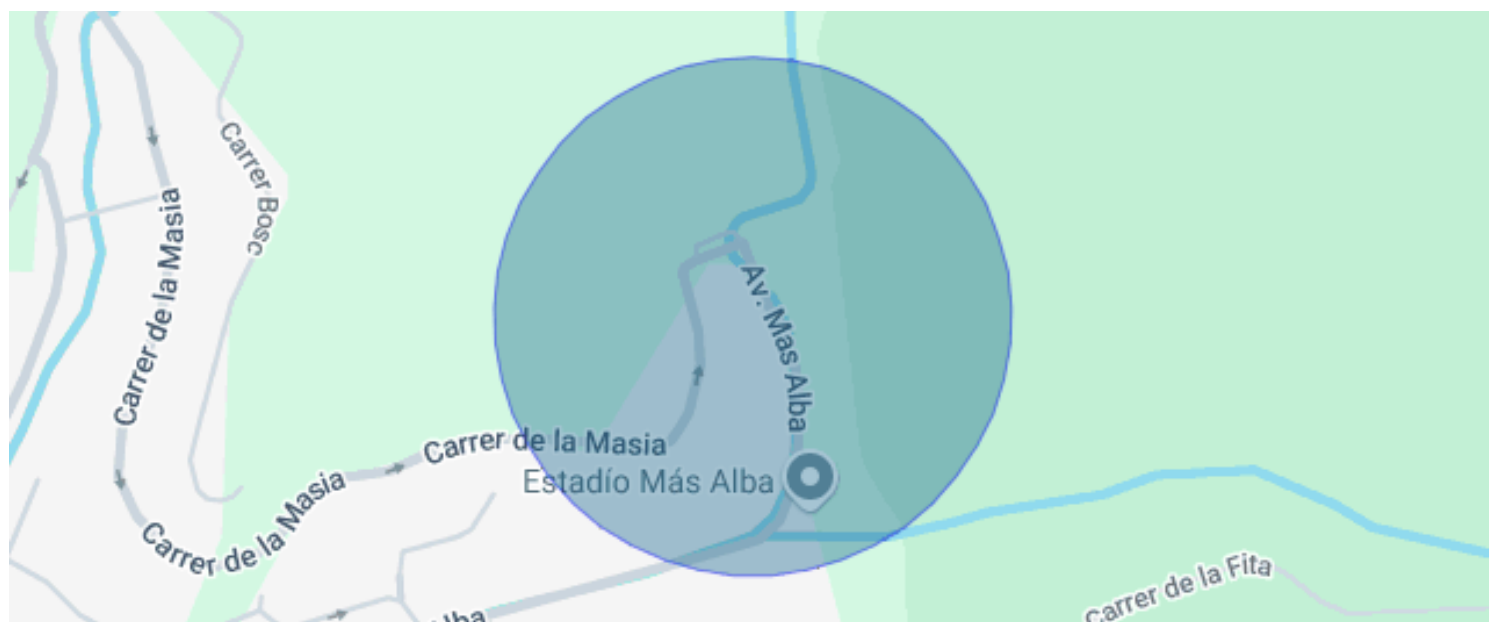 Carrer Bosc
Carrer de la Masia
Carrer de la Masia
Av. Mas Alba
Carrer de la Masia
Estadío Más Alba
Carrer de la Masia
Carrer de la Fita
lba